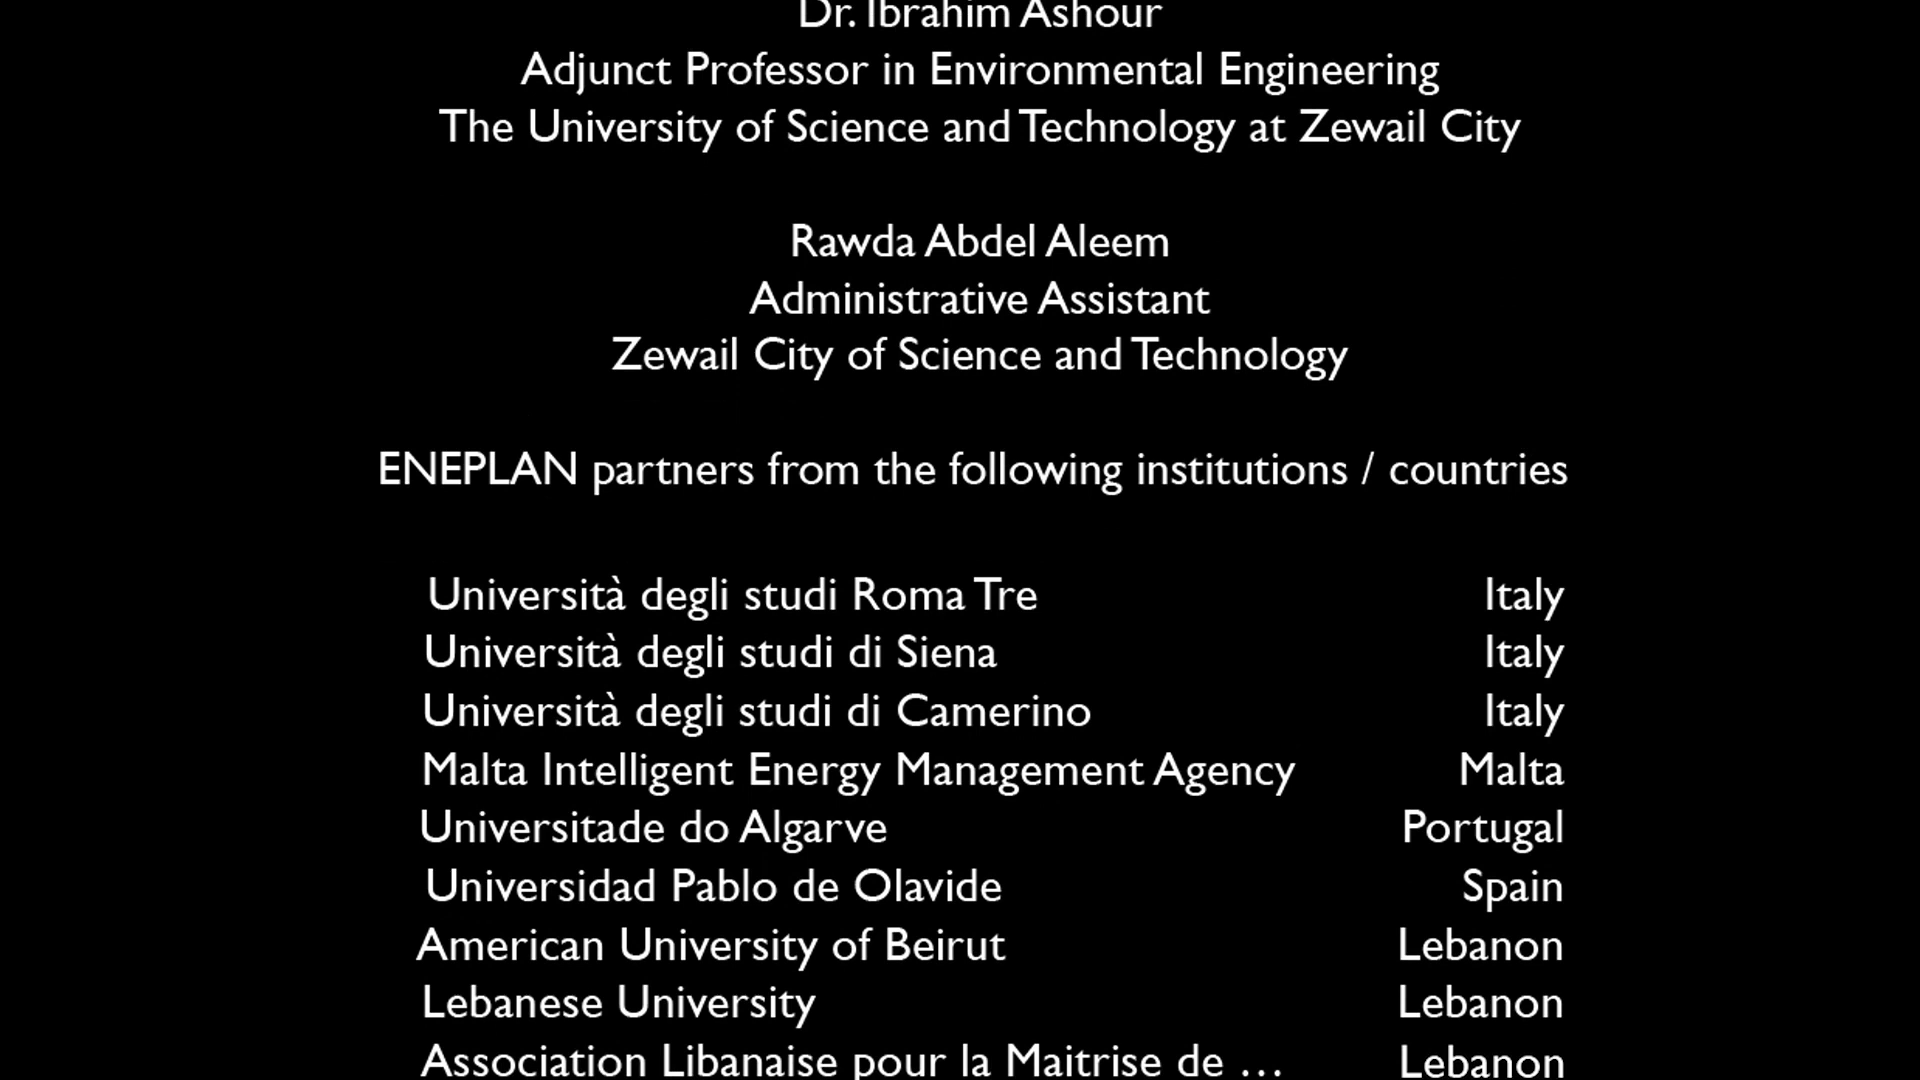 Dr. Ibrahim Ashour
Adjunct Professor in Environmental Engineering
The University of Science and Technology at Zewail City
Rawda Abdel Aleem
Administrative Assistant
Zewail City of Science and Technology
ENEPLAN partners from the following institutions / countries
Università degli studi Roma Tre Italy
Università degli studi di Siena Italy
Università degli studi di Camerino Italy
Malta Intelligent Energy Management Agency Malta
Universitade do Algarve Portugal
Universidad Pablo de Olavide Spain
American University of Beirut Lebanon
Lebanese University Lebanon
Association Libanaise pour la Maitrise de … Lebanon